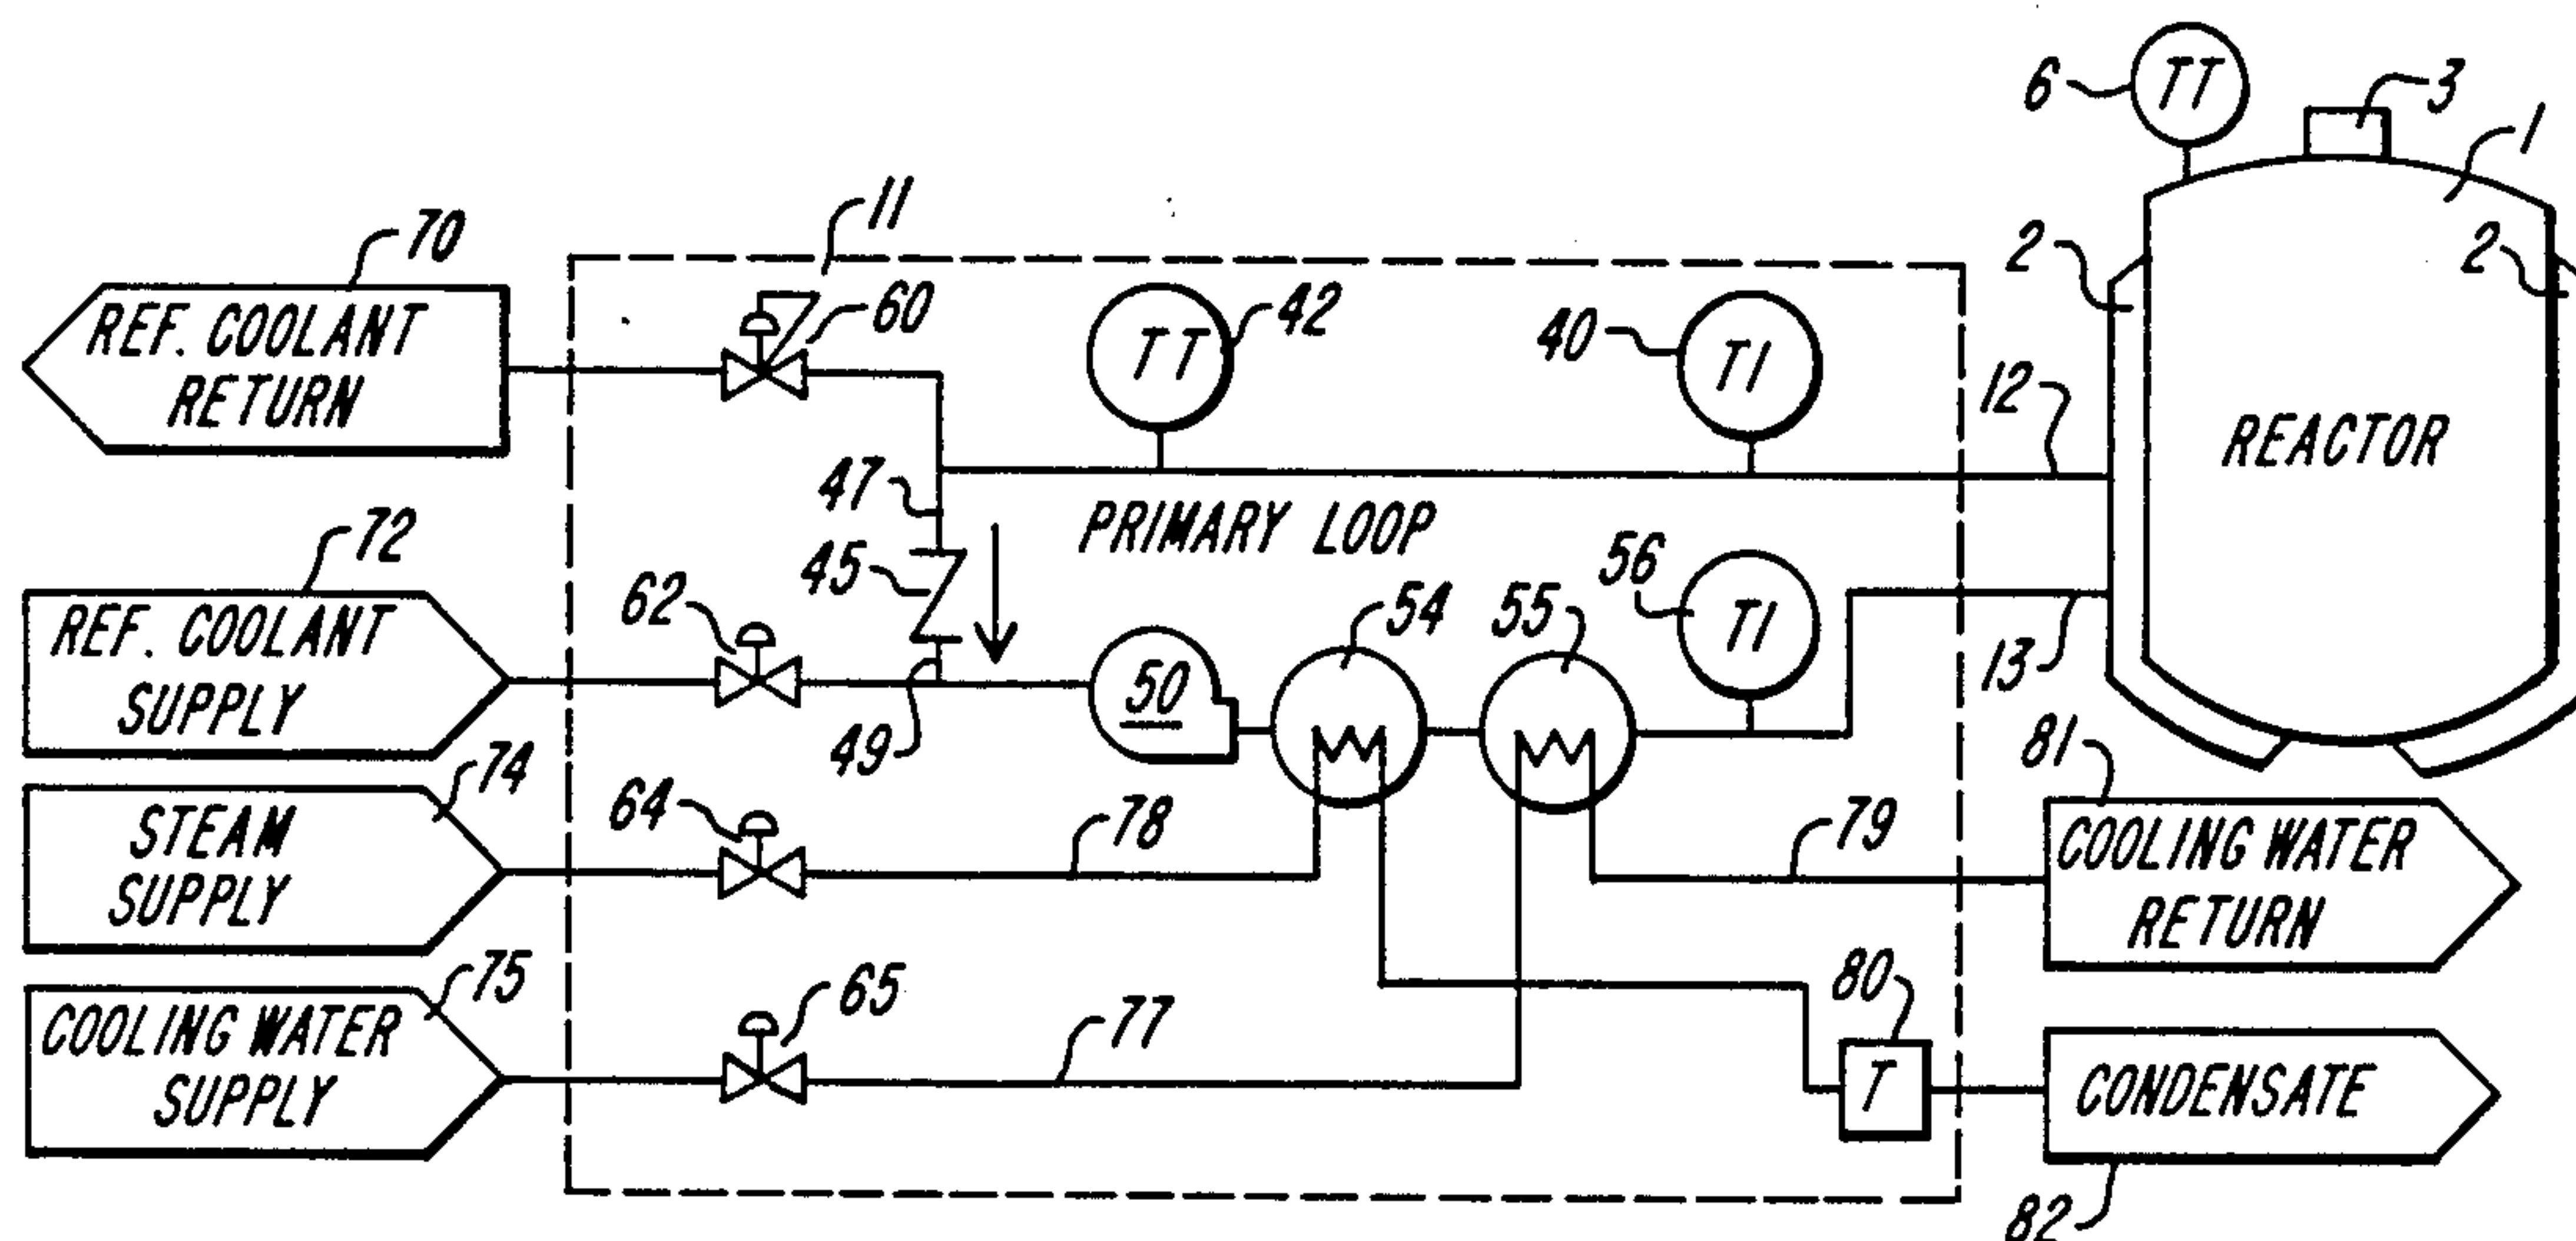 6
TT
3
1
11
70
2
2
REF. COOLANT
RETURN
60
TT
42
40
TI
12
REACTOR
47
PRIMARY LOOP
72
45
56
TI
REF. COOLANT
SUPPLY
62
54
55
13
50
49
81
74
STEAM
SUPPLY
64
78
79
COOLING WATER
RETURN
75
COOLING WATER
SUPPLY
65
77
80
T
CONDENSATE
82